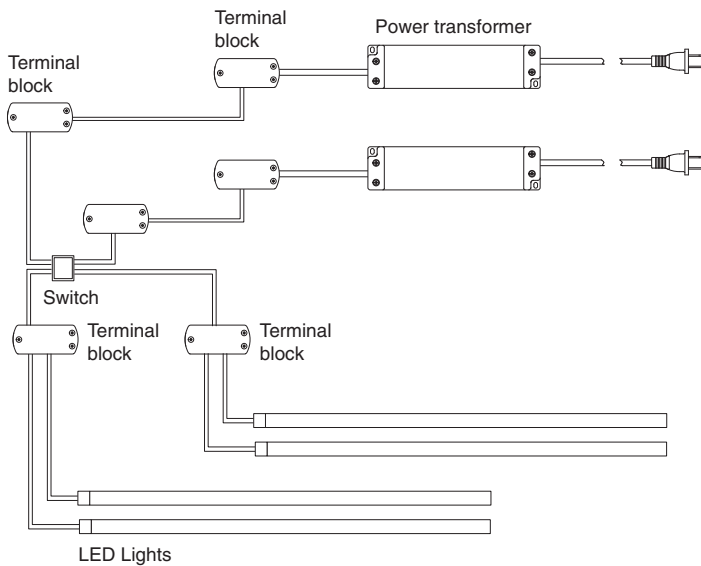 Terminal
block
Power transformer
Terminal
block
Switch
Terminal
block
Terminal
block
LED Lights